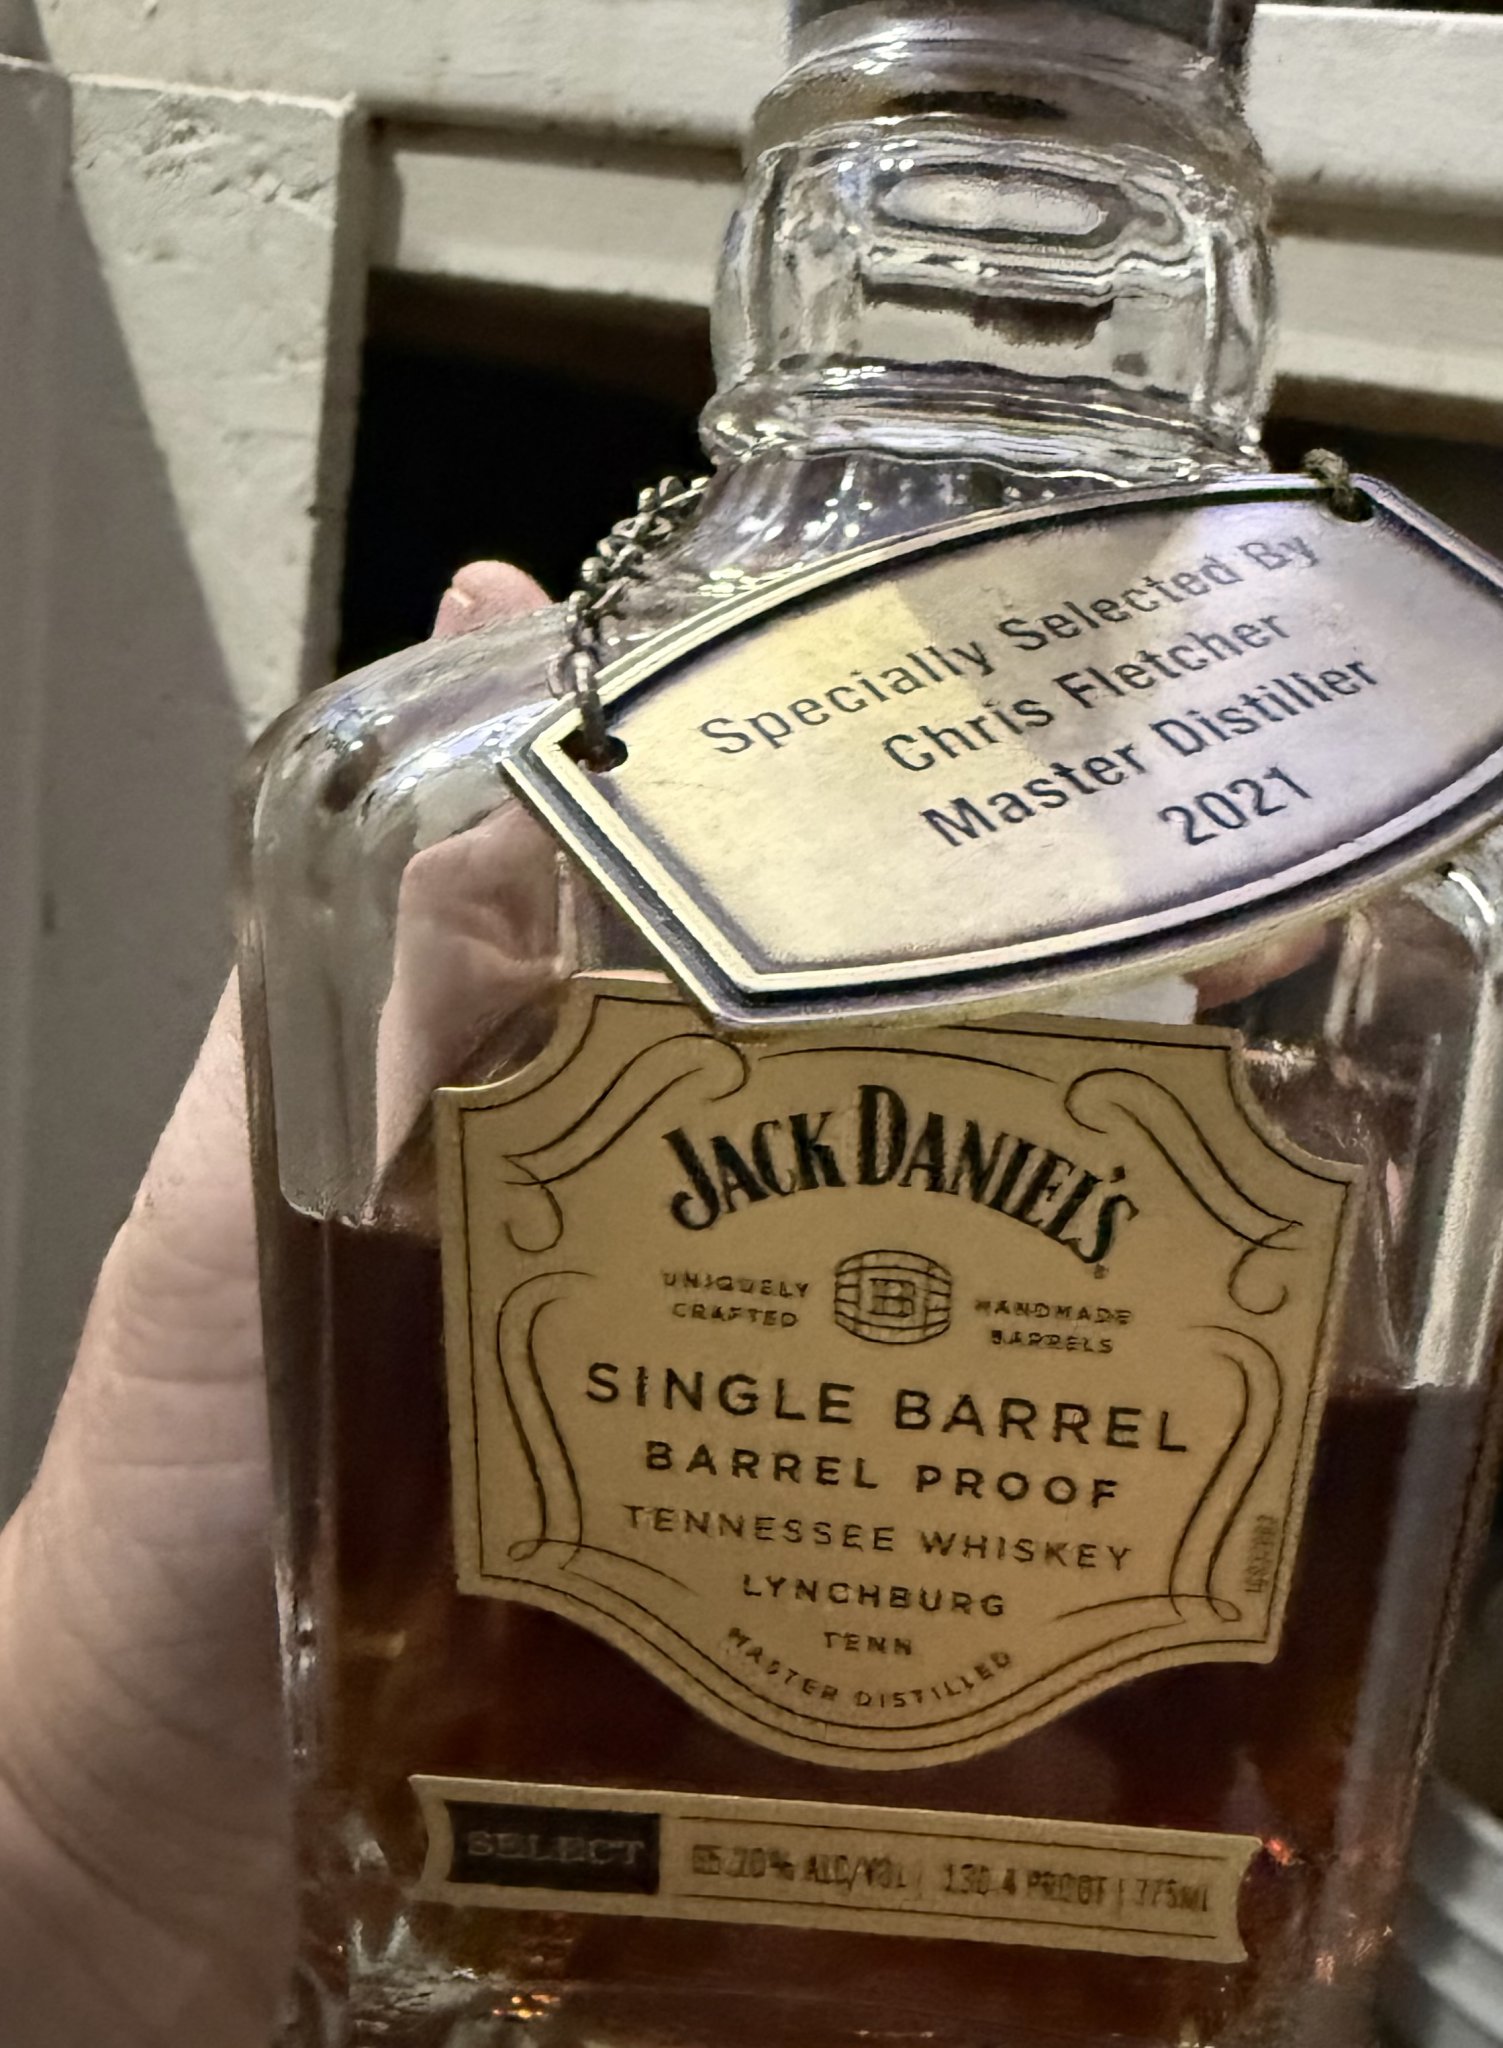 Specially Selected By
Chris Fletcher
Master Distiller
2021
JACK DANIEL'S
UNIQUELY
CRAFTED
B
HANDMADE
BARRELS
SINGLE BARREL
BARREL PROOF
TENNESSEE WHISKEY
LYNCHBURG
TENN
MASTER DISTILLED
SELECT
ALC/VOL PROOF